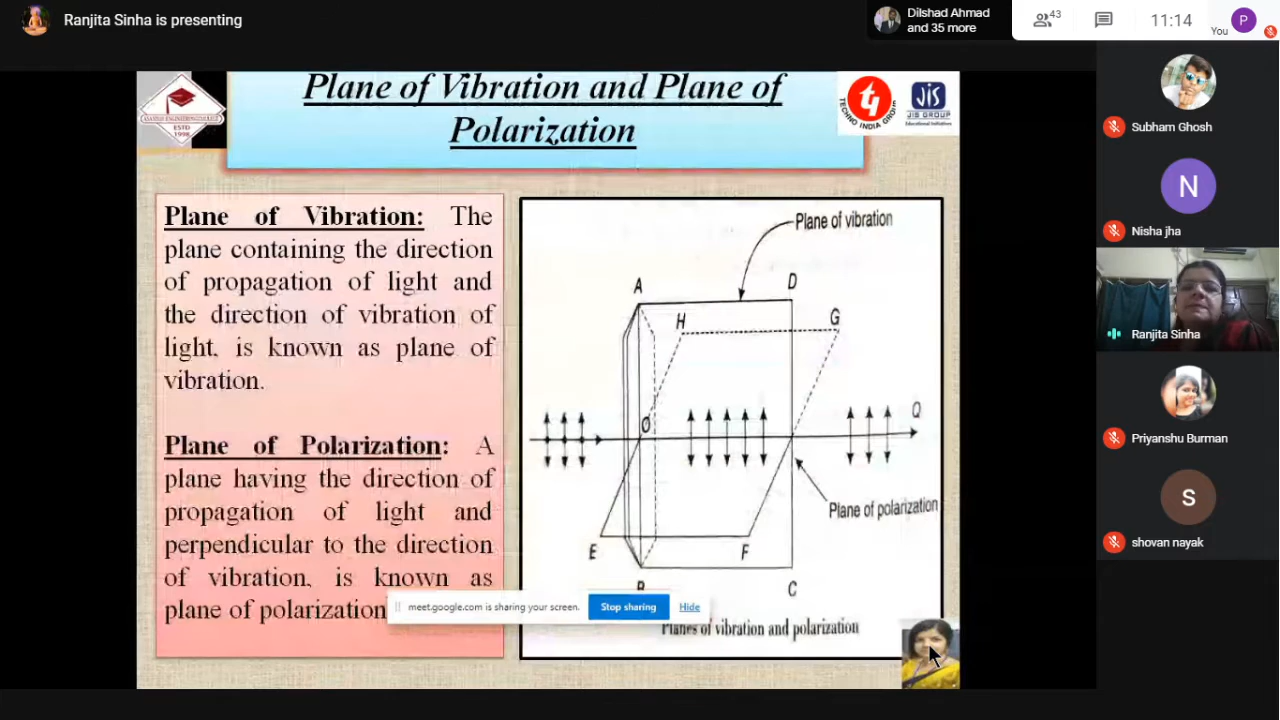 Ranjita Sinha is presenting
Dilshad Ahmad
and 35 more
43
11:14
You
P
Plane of Vibration and Plane of
Polarization
ESTD
1998
TECHNO INDIA GROUP
JIS
JIS GROUP
Educational Initiatives
Plane of Vibration: The
plane containing the direction
of propagation of light and
the direction of vibration of
light, is known as plane of
vibration.
Plane of Polarization: A
plane having the direction of
propagation of light and
perpendicular to the direction
of vibration, is known as
plane of polarization
Plane of vibration
A
D
H
G
O
Q
Plane of polarization
E
F
B
C
Planes of vibration and polarization
meet.google.com is sharing your screen.
Stop sharing
Hide
Subham Ghosh
N
Nisha jha
Ranjita Sinha
Priyanshu Burman
S
shovan nayak